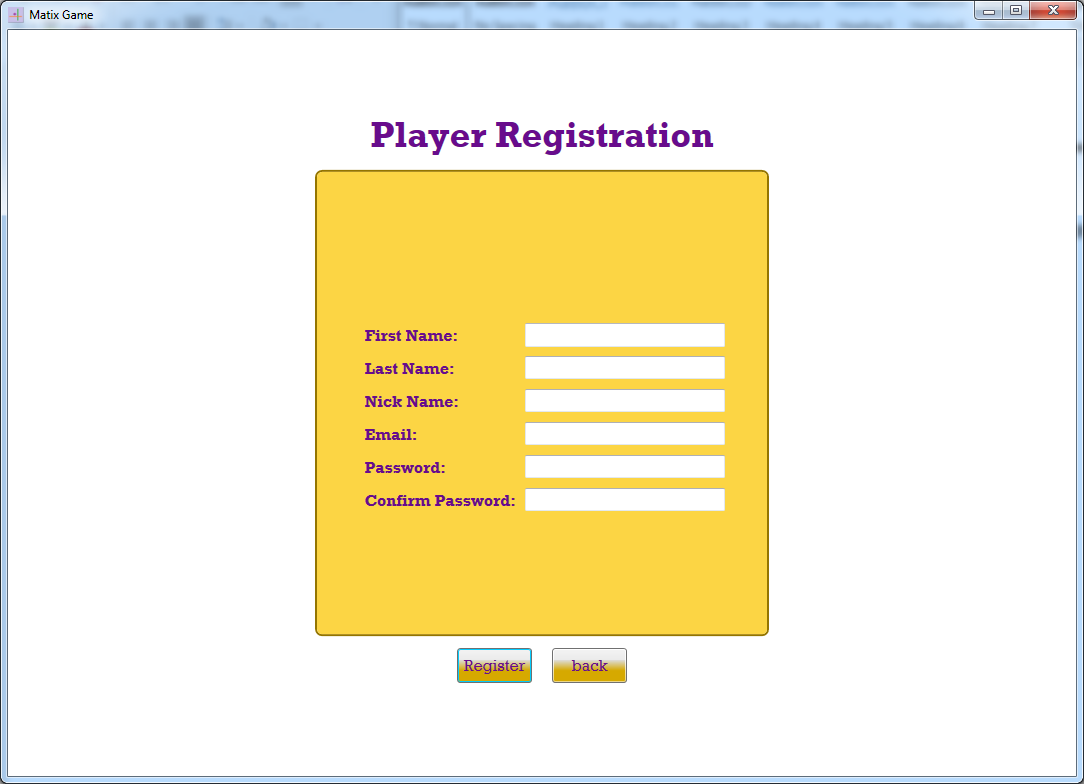 Matix Game
Player Registration
First Name:
Last Name:
Nick Name:
Email:
Password:
Confirm Password:
Register back